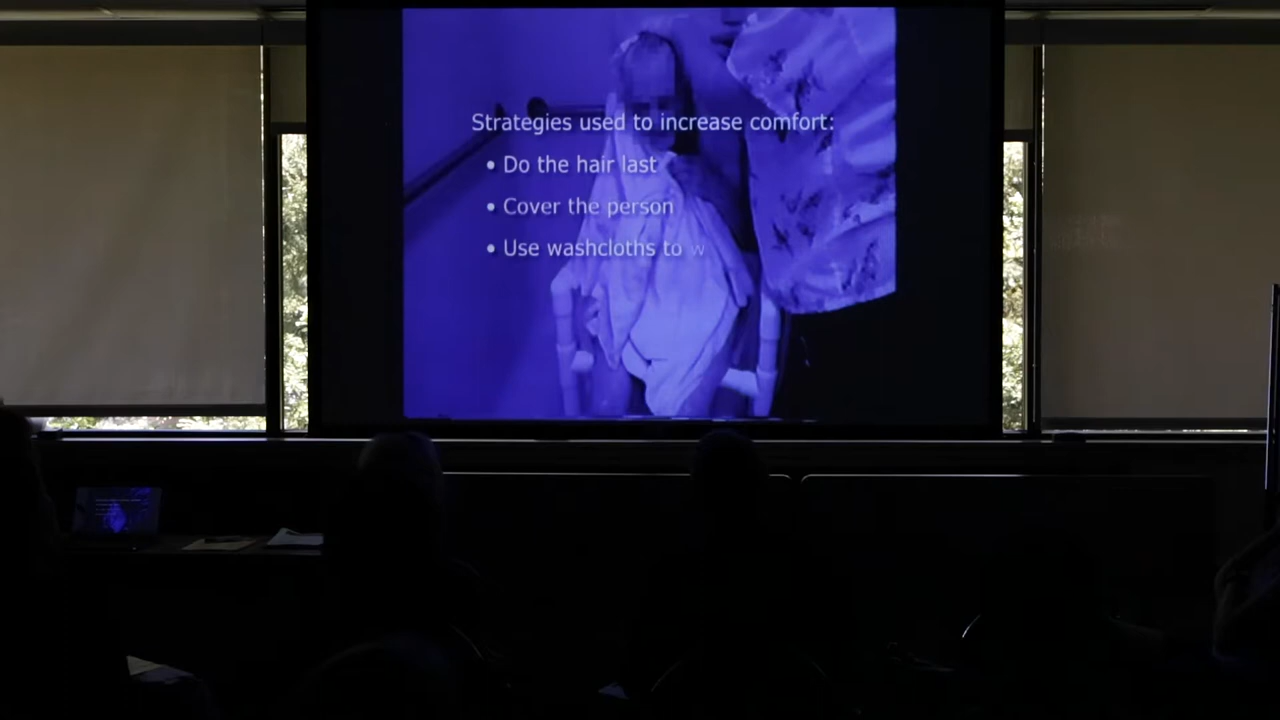 Strategies used to increase comfort:
• Do the hair last
• Cover the person
• Use washcloths to w